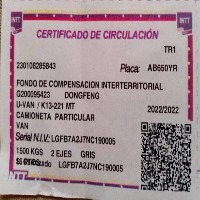 INTT
CERTIFICADO DE CIRCULACIÓN
TR1
230108285843
Placa: AB650YR
FONDO DE COMPENSACION INTERTERRITORIAL
G200095423 DONGFENG
U-VAN / K13-221 MT
2022/2022
CAMIONETA PARTICULAR
VAN
Serial N.I.V: LGFB7A2J7NC190005
1500 KGS 2 EJES GRIS
LGFB7A2J7NC190005
INTT